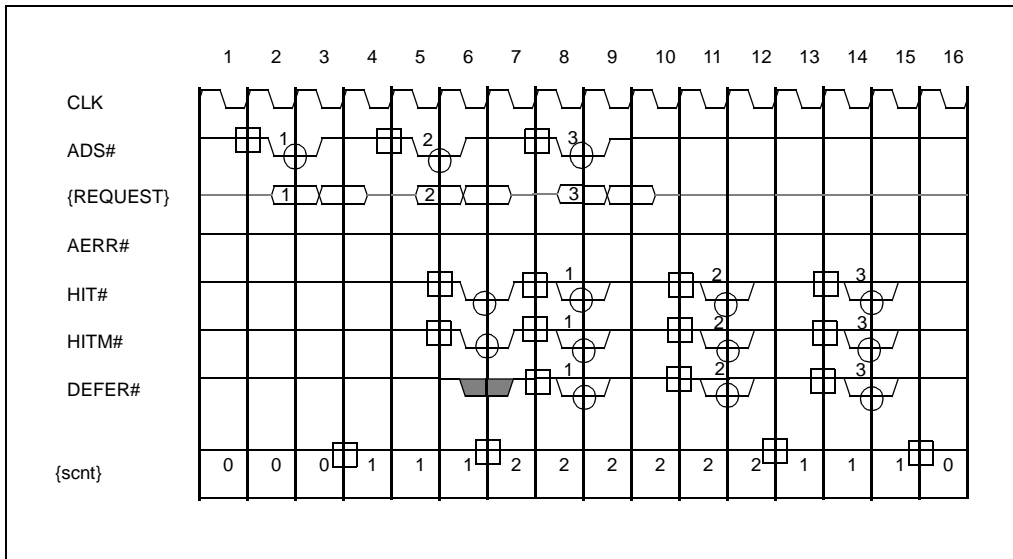 1 2 3 4 5 6 7 8 9 10 11 12 13 14 15 16
CLK
ADS# 1 2 3
{REQUEST} 1 2 3
AERR#
HIT# 1 2 3
HITM# 1 2 3
DEFER# 1 2 3
{scnt} 0 0 0 1 1 1 2 2 2 2 2 2 1 1 1 0